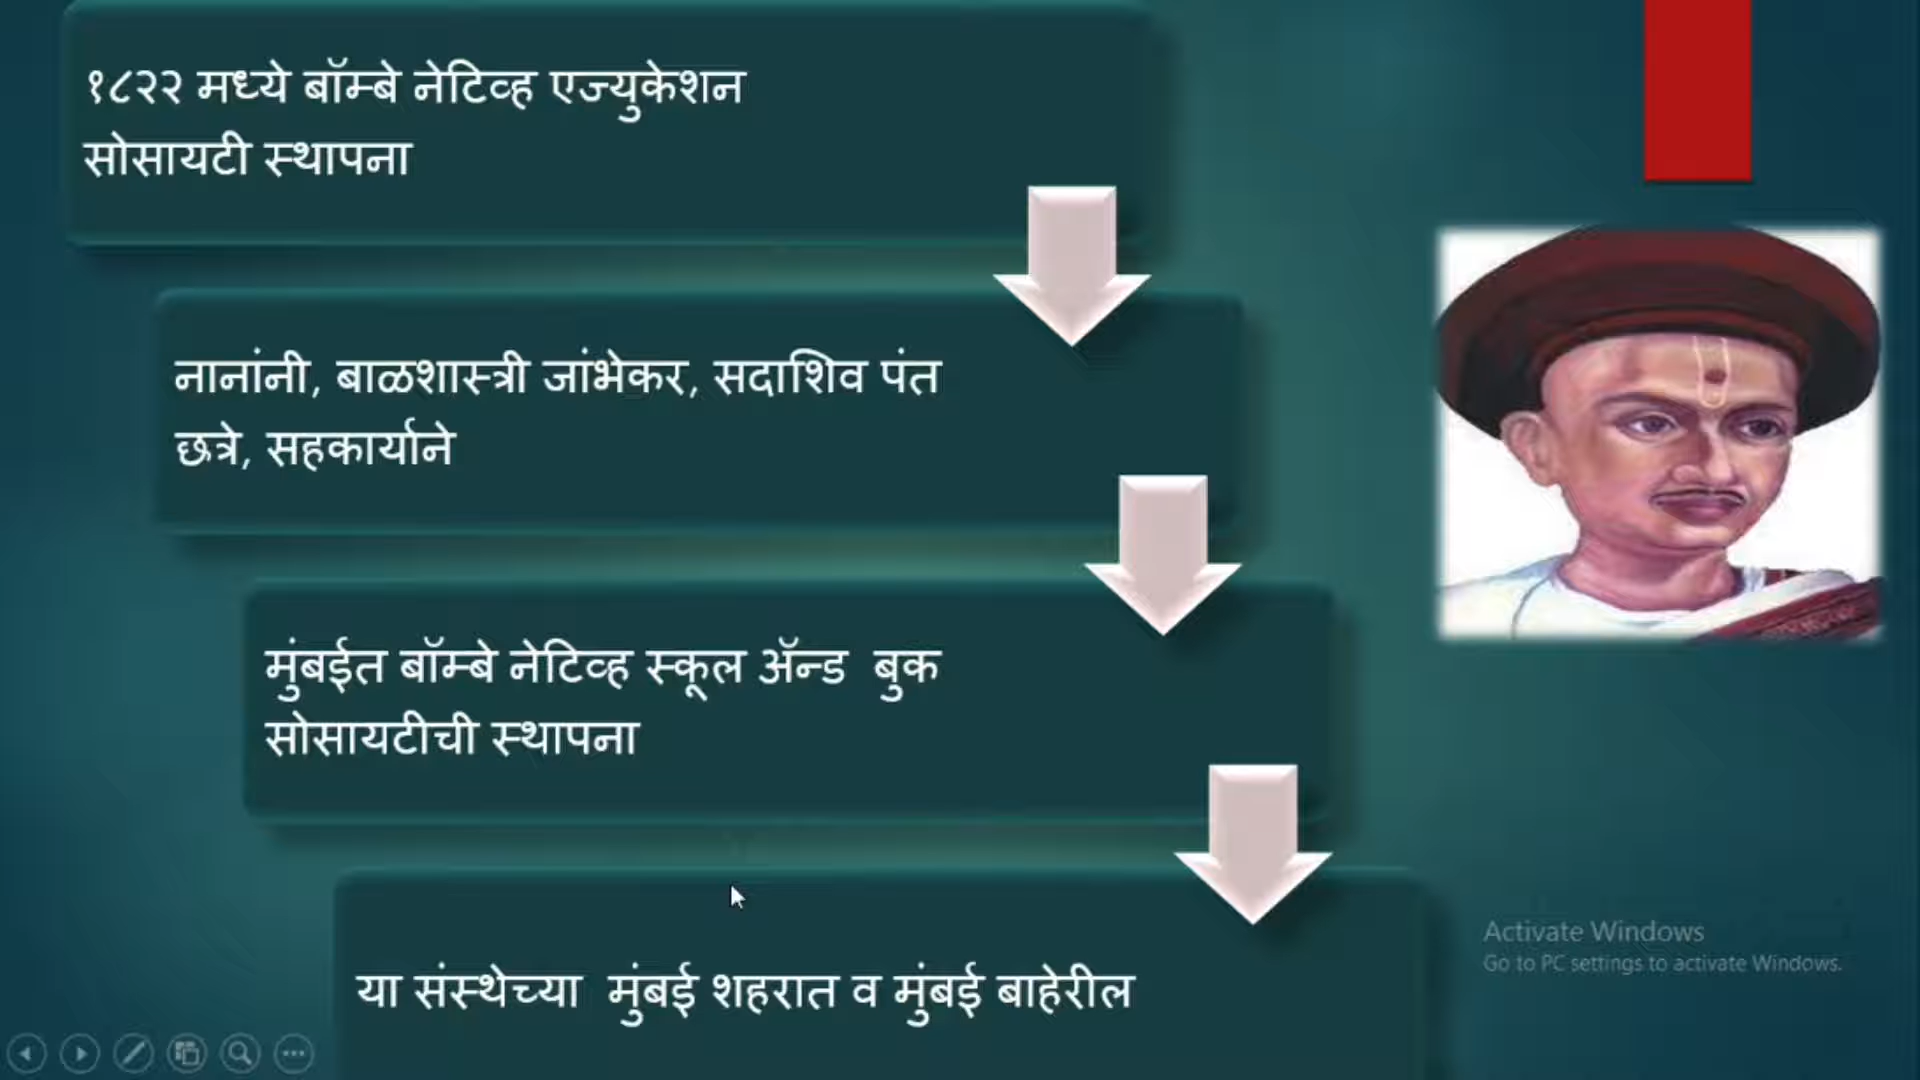 १८२२ मध्ये बॉम्बे नेटिव्ह एज्युकेशन
सोसायटी स्थापना
नानांनी, बाळशास्त्री जांभेकर, सदाशिव पंत
छत्रे, सहकार्याने
मुंबईत बॉम्बे नेटिव्ह स्कूल ॲन्ड बुक
सोसायटीची स्थापना
या संस्थेच्या मुंबई शहरात व मुंबई बाहेरील
Activate Windows
Go to PC settings to activate Windows.